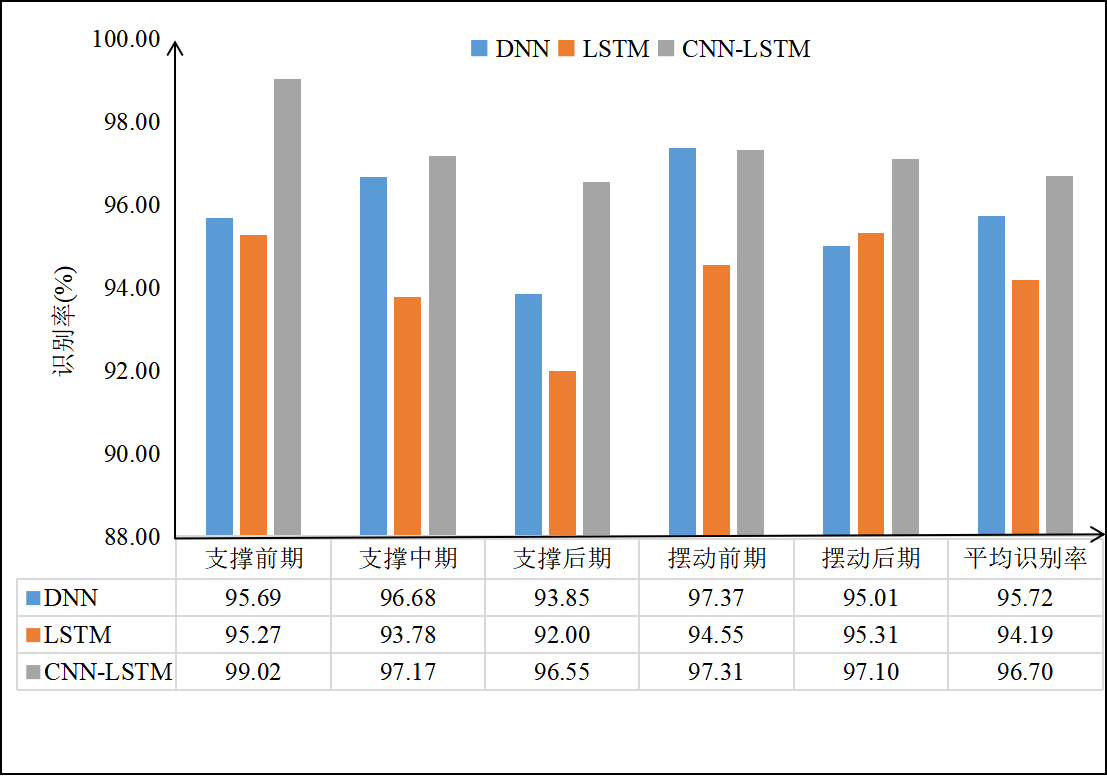 DNN LSTM CNN-LSTM
100.00
98.00
96.00
94.00
92.00
90.00
88.00
识别率(%)
支撑前期 支撑中期 支撑后期 摆动前期 摆动后期 平均识别率
DNN 95.69 96.68 93.85 97.37 95.01 95.72
LSTM 95.27 93.78 92.00 94.55 95.31 94.19
CNN-LSTM 99.02 97.17 96.55 97.31 97.10 96.70